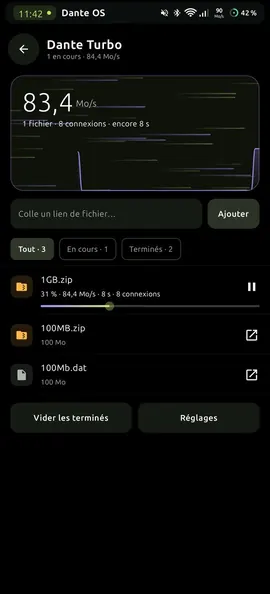 11:42 Dante OS 90 Mo/s 42 %
Dante Turbo
1 en cours · 84,4 Mo/s
83,4 Mo/s
1 fichier · 8 connexions · encore 8 s
Colle un lien de fichier… Ajouter
Tout · 3 En cours · 1 Terminés · 2
1GB.zip
31 % · 84,4 Mo/s · 8 s · 8 connexions
100MB.zip
100 Mo
100Mb.dat
100 Mo
Vider les terminés Réglages